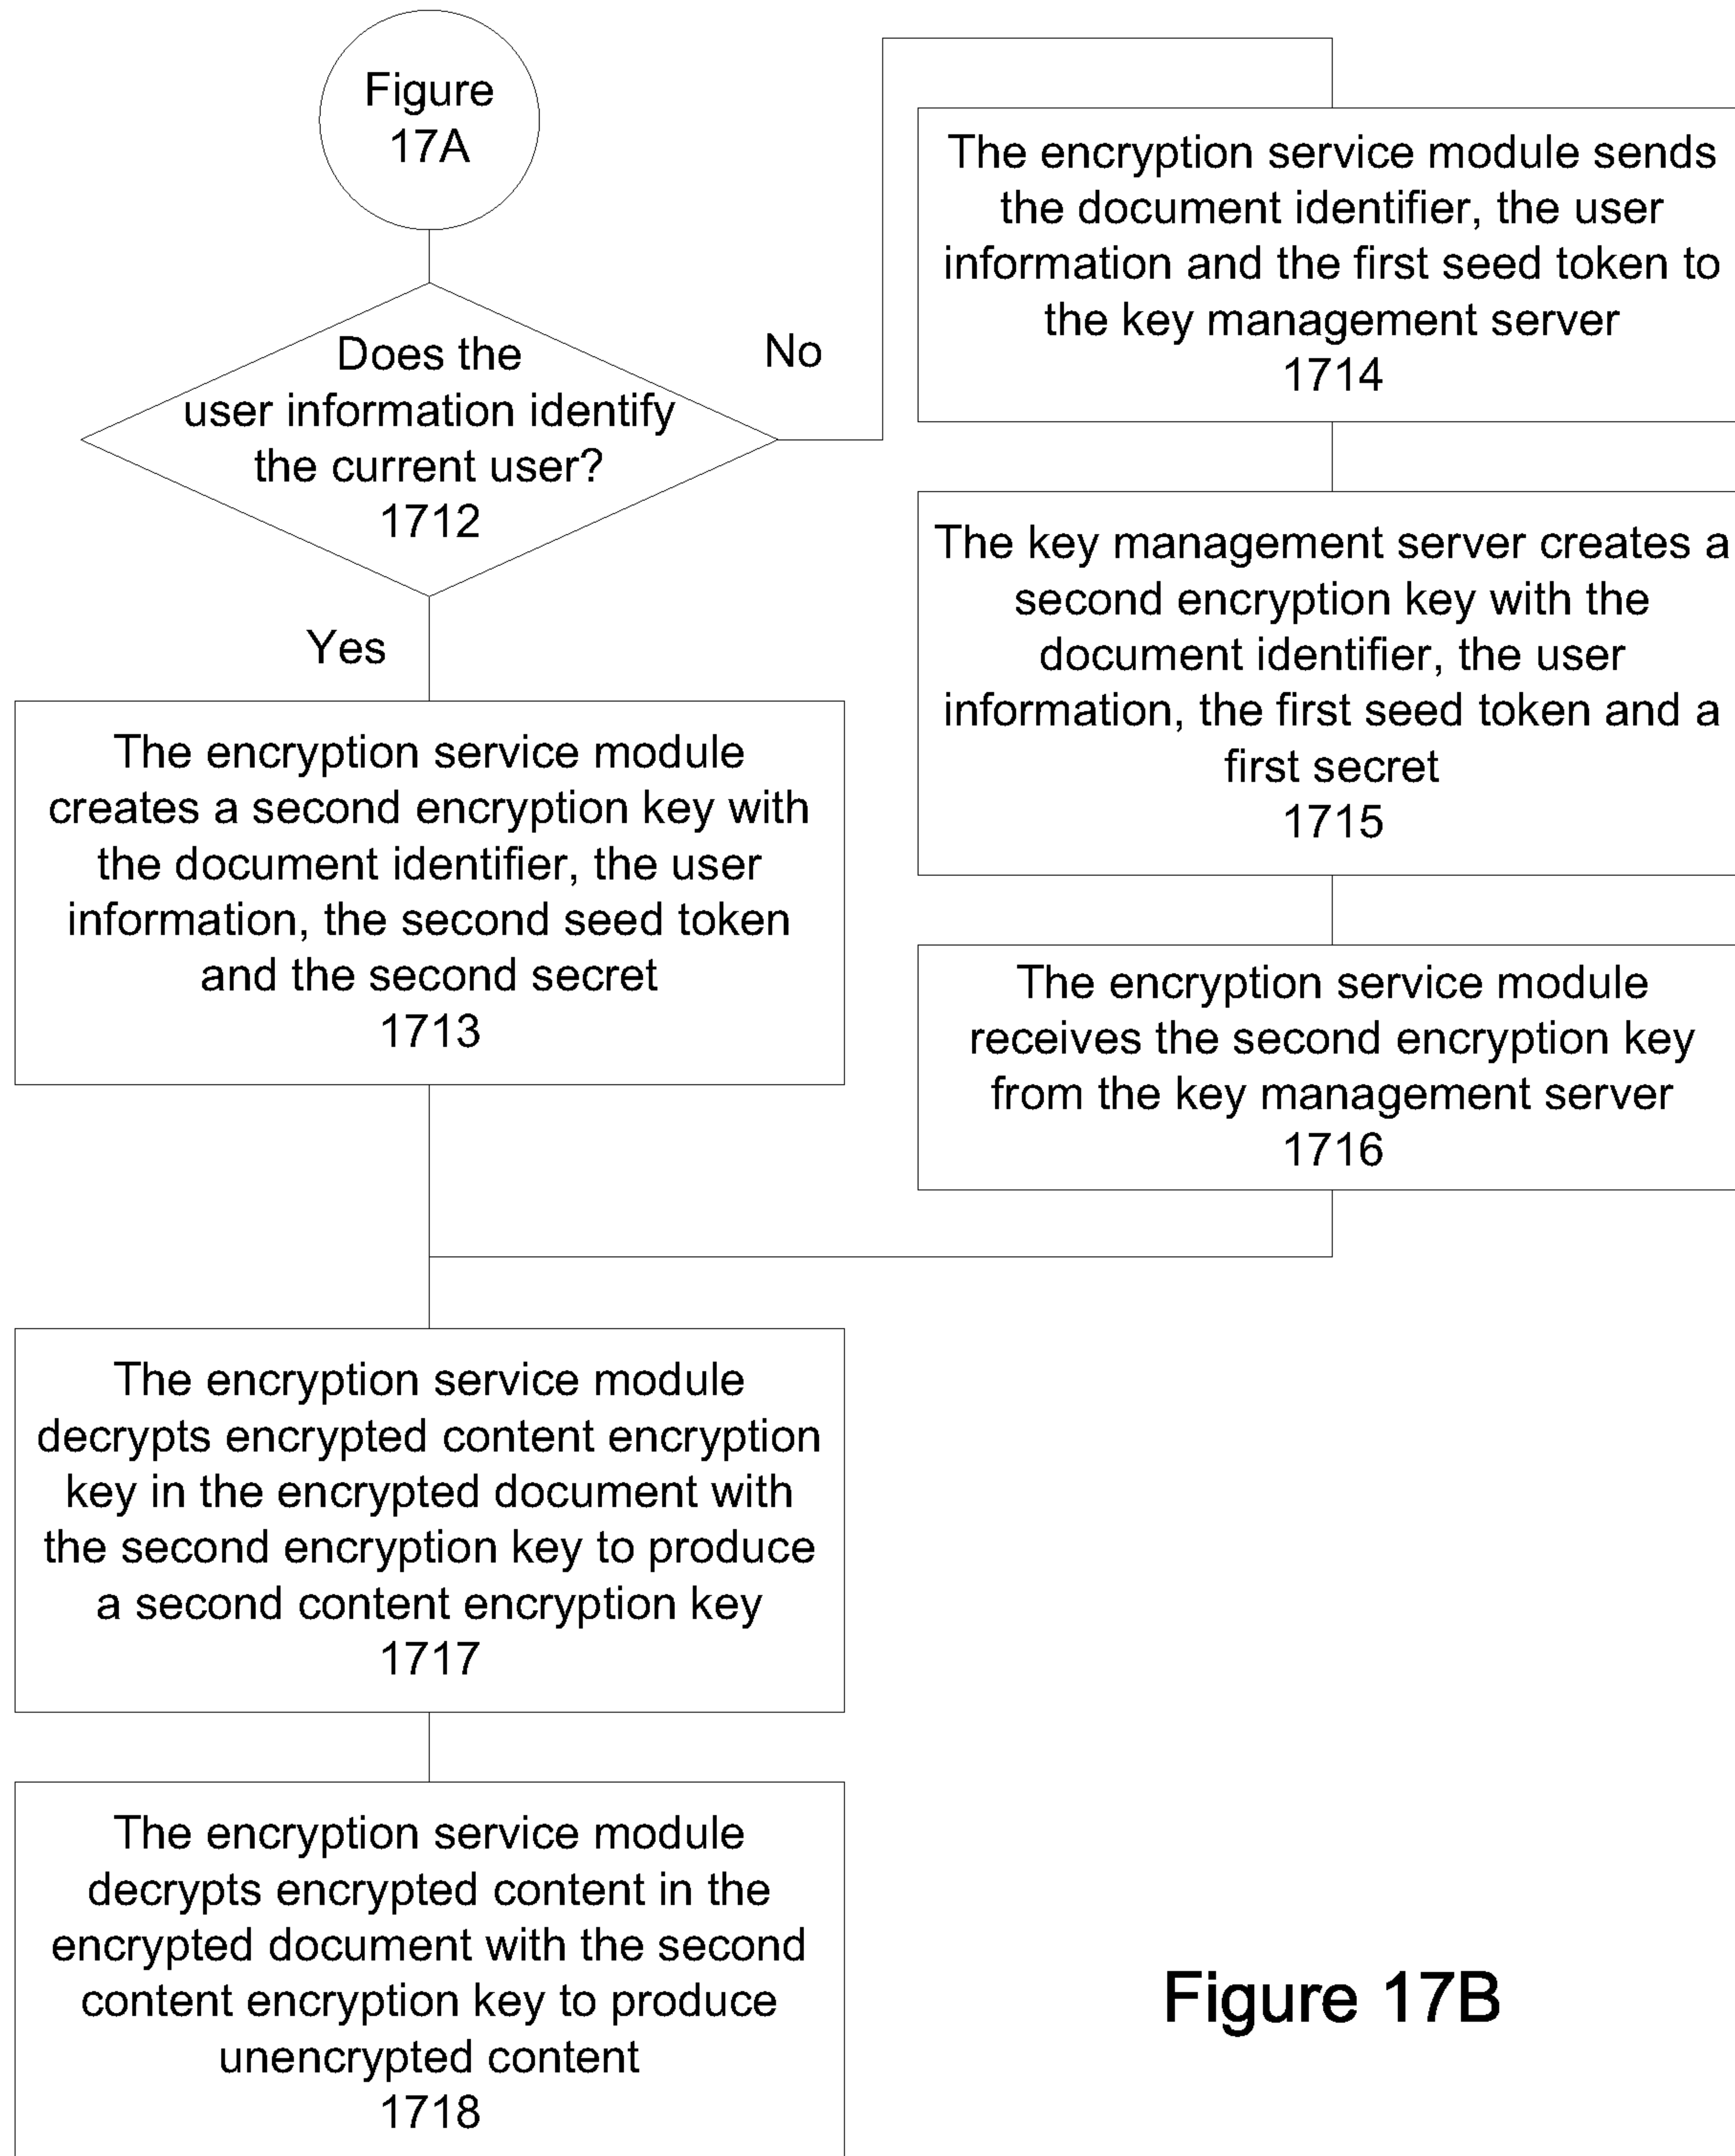 Figure
17A
Does the
user information identify
the current user?
1712
No
Yes
The encryption service module
creates a second encryption key with
the document identifier, the user
information, the second seed token
and the second secret
1713
The encryption service module sends
the document identifier, the user
information and the first seed token to
the key management server
1714
The key management server creates a
second encryption key with the
document identifier, the user
information, the first seed token and a
first secret
1715
The encryption service module
receives the second encryption key
from the key management server
1716
The encryption service module
decrypts encrypted content encryption
key in the encrypted document with
the second encryption key to produce
a second content encryption key
1717
The encryption service module
decrypts encrypted content in the
encrypted document with the second
content encryption key to produce
unencrypted content
1718
Figure 17B